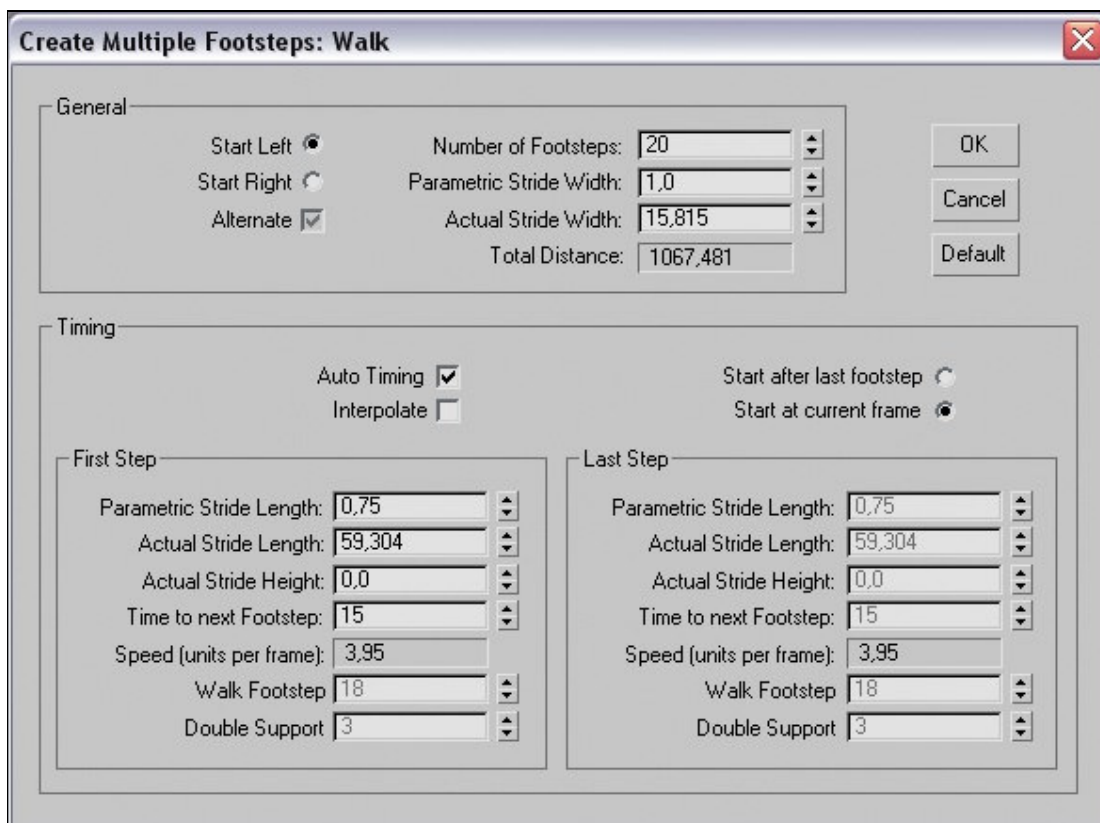 Create Multiple Footsteps: Walk
General
Start Left
Number of Footsteps: 20
OK
Start Right
Parametric Stride Width: 1,0
Cancel
Alternate
Actual Stride Width: 15,815
Total Distance: 1067,481
Default
Timing
Auto Timing
Start after last footstep
Interpolate
Start at current frame
First Step
Parametric Stride Length: 0,75
Actual Stride Length: 59,304
Actual Stride Height: 0,0
Time to next Footstep: 15
Speed (units per frame): 3,95
Walk Footstep 18
Double Support 3
Last Step
Parametric Stride Length: 0,75
Actual Stride Length: 59,304
Actual Stride Height: 0,0
Time to next Footstep: 15
Speed (units per frame): 3,95
Walk Footstep 18
Double Support 3